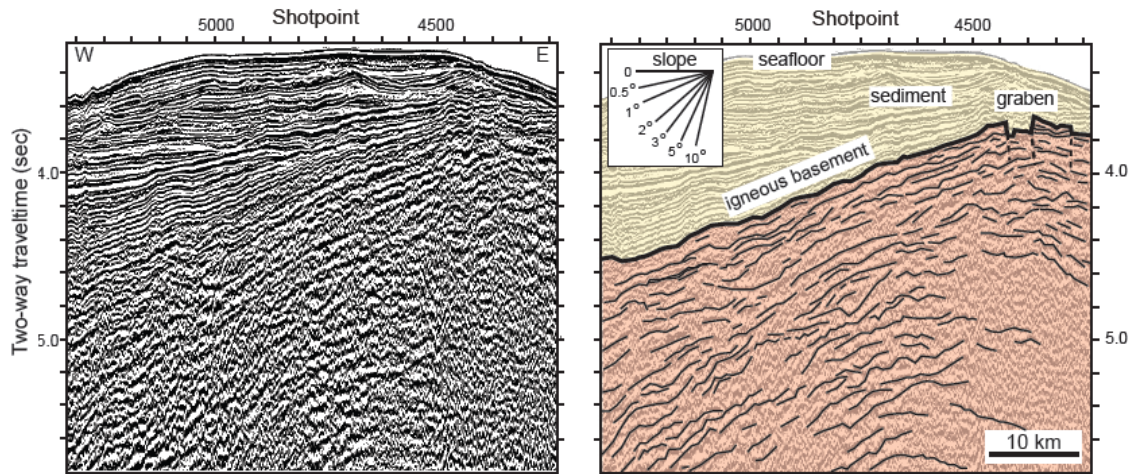 Shotpoint
5000 4500
W E
Two-way traveltime (sec)
4.0
5.0
Shotpoint
5000 4500
slope
0
0.5°
1°
2°
3°
5°
10°
seafloor
sediment
graben
igneous basement
4.0
5.0
10 km